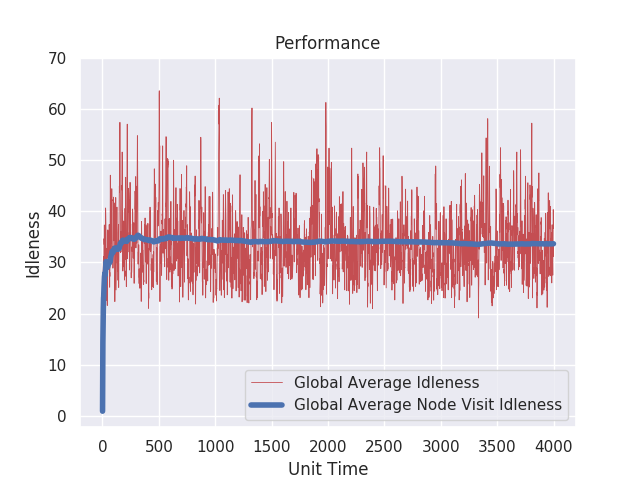 Performance
70
60
50
40
30
20
10
0
Idleness
Global Average Idleness
Global Average Node Visit Idleness
0 500 1000 1500 2000 2500 3000 3500 4000
Unit Time